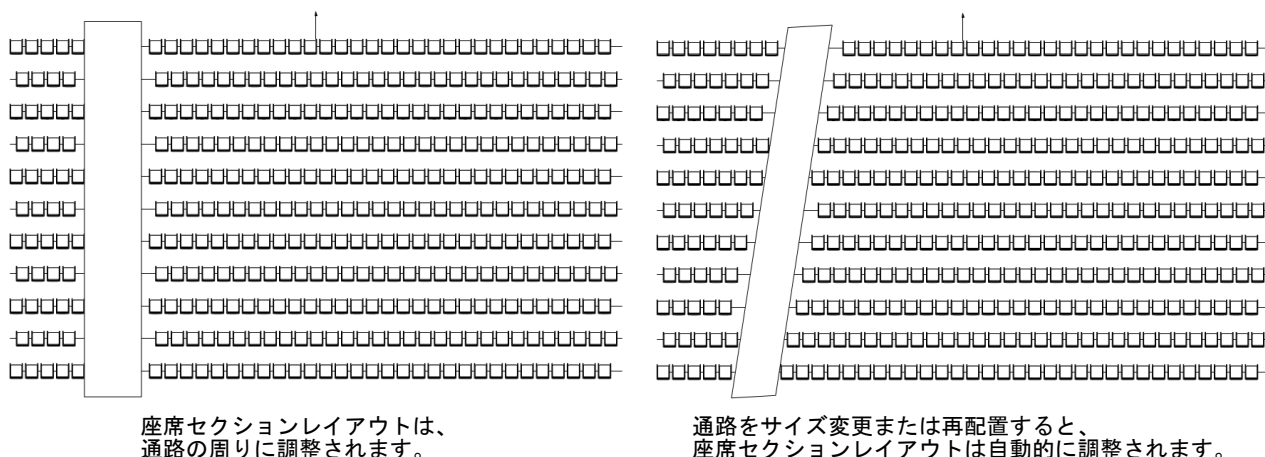 座席セクションレイアウトは、
通路の周りに調整されます。
通路をサイズ変更または再配置すると、
座席セクションレイアウトは自動的に調整されます。